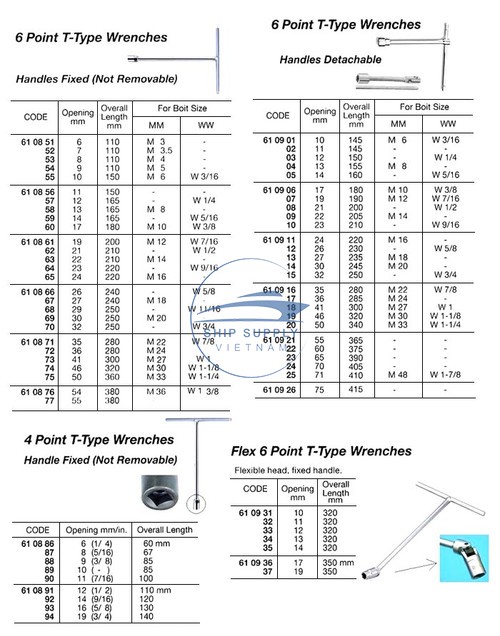 6 Point T-Type Wrenches
Handles Fixed (Not Removable)
CODE Opening mm Overall Length mm For Boit Size
MM WW
61 08 51 6 110 M 3 -
52 7 110 M 3.5 -
53 8 110 M 4 -
54 9 110 M 5 -
55 10 150 M 6 W 3/16
61 08 56 11 150 - -
57 12 165 - W 1/4
58 13 165 M 8 -
59 14 165 - W 5/16
60 17 180 M 10 W 3/8
61 08 61 19 200 M 12 W 7/16
62 21 210 - W 1/2
63 22 210 M 14 -
64 23 220 - W 9/16
65 24 220 M 16 -
61 08 66 26 240 - W 5/8
67 27 240 M 18 -
68 29 250 - W 11/16
69 30 250 M 20 -
70 32 250 - W 3/4
61 08 71 35 280 M 22 W 7/8
72 36 280 M 24 -
73 41 300 M 27 W 1
74 46 320 M 30 W 1-1/8
75 50 360 M 33 W 1-1/4
61 08 76 54 380 M 36 W 1 3/8
77 55 380
6 Point T-Type Wrenches
Handles Detachable
CODE Opening mm Overall Length mm For Boit Size
MM WW
61 09 01 10 145 M 6 W 3/16
02 11 145 - -
03 12 150 - W 1/4
04 13 155 M 8 -
05 14 160 - W 5/16
61 09 06 17 180 M 10 W 3/8
07 19 190 M 12 W 7/16
08 21 200 - W 1/2
09 22 205 M 14 -
10 23 210 - W 9/16
61 09 11 24 220 M 16 -
12 26 230 - W 5/8
13 27 235 M 18 -
14 30 245 M 20 -
15 32 250 - W 3/4
61 09 16 35 280 M 22 W 7/8
17 36 285 M 24 -
18 41 300 M 27 W 1
19 46 320 M 30 W 1-1/8
20 50 340 M 33 W 1-1/4
61 09 21 55 365 - -
22 60 375 - -
23 65 390 - -
24 70 405 - -
25 71 410 M 48 W 1-7/8
61 09 26 75 415 - -
SHIP SUPPLY
VIETNAM
4 Point T-Type Wrenches
Handle Fixed (Not Removable)
CODE Opening mm/in. Overall Length
61 08 86 6 (1/ 4) 60 mm
87 8 (5/16) 67
88 9 (3/ 8) 85
89 10 ( - ) 85
90 11 (7/16) 100
61 08 91 12 (1/ 2) 110 mm
92 14 (9/16) 120
93 16 (5/ 8) 130
94 19 (3/ 4) 140
Flex 6 Point T-Type Wrenches
Flexible head, fixed handle.
CODE Opening mm Overall Length mm
61 09 31 10 320
32 11 320
33 12 320
34 13 320
35 14 320
61 09 36 17 350 mm
37 19 350